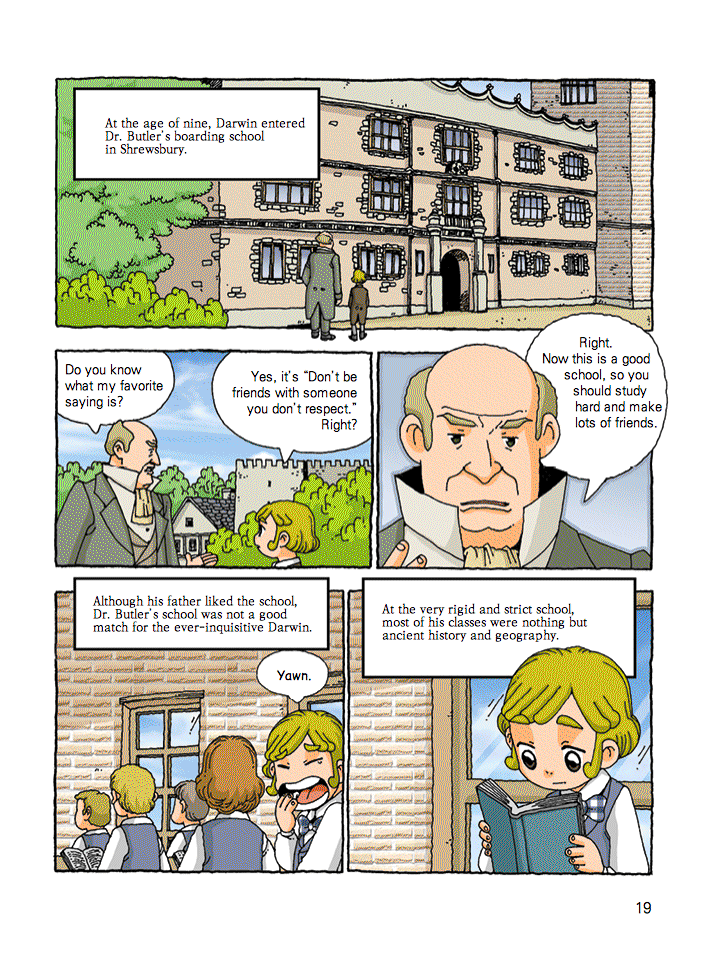 At the age of nine, Darwin entered
Dr. Butler's boarding school
in Shrewsbury.
Do you know
what my favorite
saying is?
Yes, it's "Don't be
friends with someone
you don't respect."
Right?
Right.
Now this is a good
school, so you
should study
hard and make
lots of friends.
Although his father liked the school,
Dr. Butler's school was not a good
match for the ever-inquisitive Darwin.
Yawn.
At the very rigid and strict school,
most of his classes were nothing but
ancient history and geography.
19